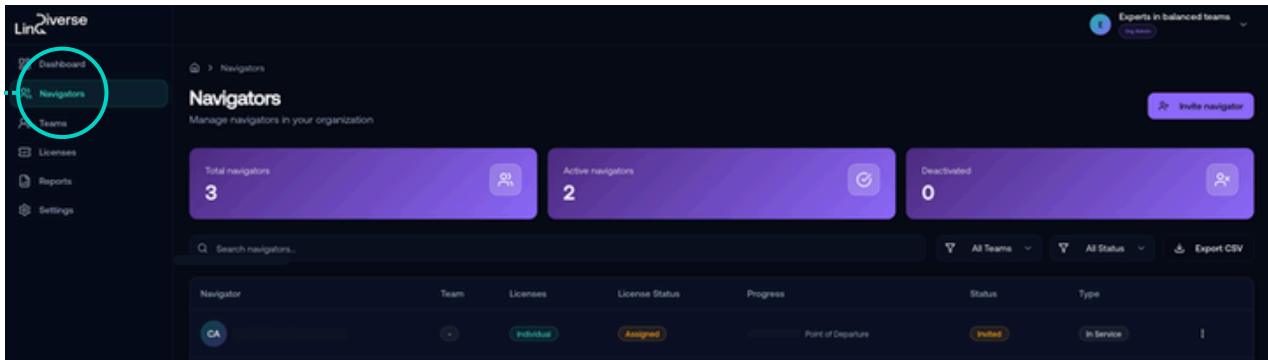 LinQDiverse
Experts in balanced teams
E
Org Admin
Dashboard
Navigators
Teams
Licenses
Reports
Settings
> Navigators
Navigators
Manage navigators in your organization
Invite navigator
Total navigators
3
Active navigators
2
Deactivated
0
Search navigators...
All Teams
All Status
Export CSV
Navigator Team Licenses License Status Progress Status Type
CA - Individual Assigned Point of Departure Invited In Service